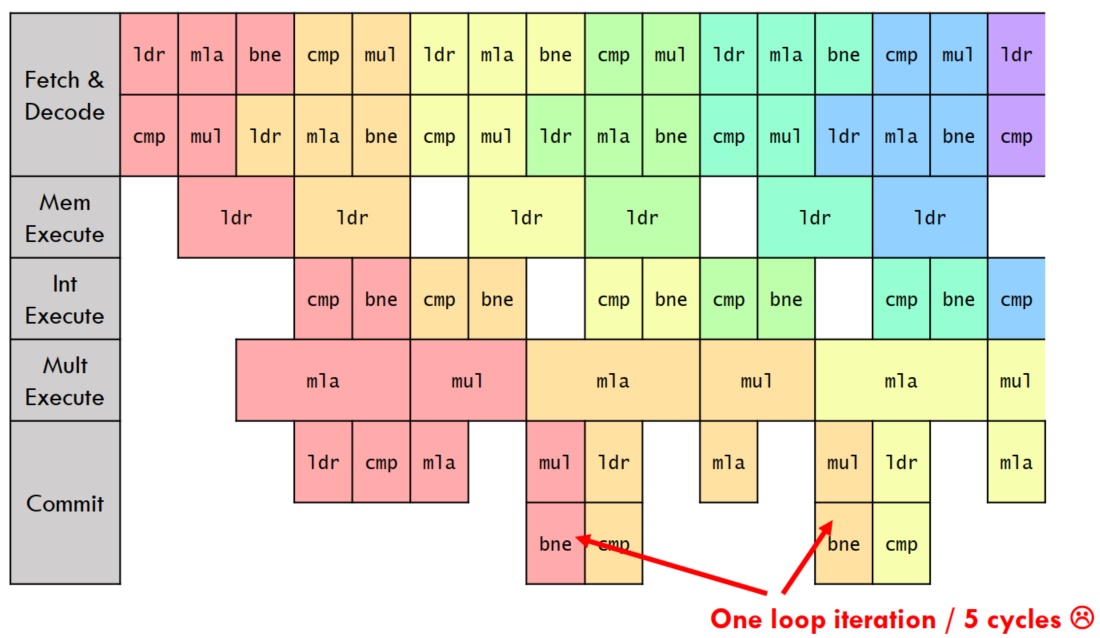 Fetch & Decode
ldr mla bne cmp mul ldr mla bne cmp mul ldr mla bne cmp mul ldr
cmp mul ldr mla bne cmp mul ldr mla bne cmp mul ldr mla bne cmp
Mem Execute
ldr ldr ldr ldr ldr ldr
Int Execute
cmp bne cmp bne cmp bne cmp bne cmp bne cmp
Mult Execute
mla mul mla mul mla mul
Commit
ldr cmp mla mul ldr mla mul ldr mla
bne cmp bne cmp
One loop iteration / 5 cycles ☹